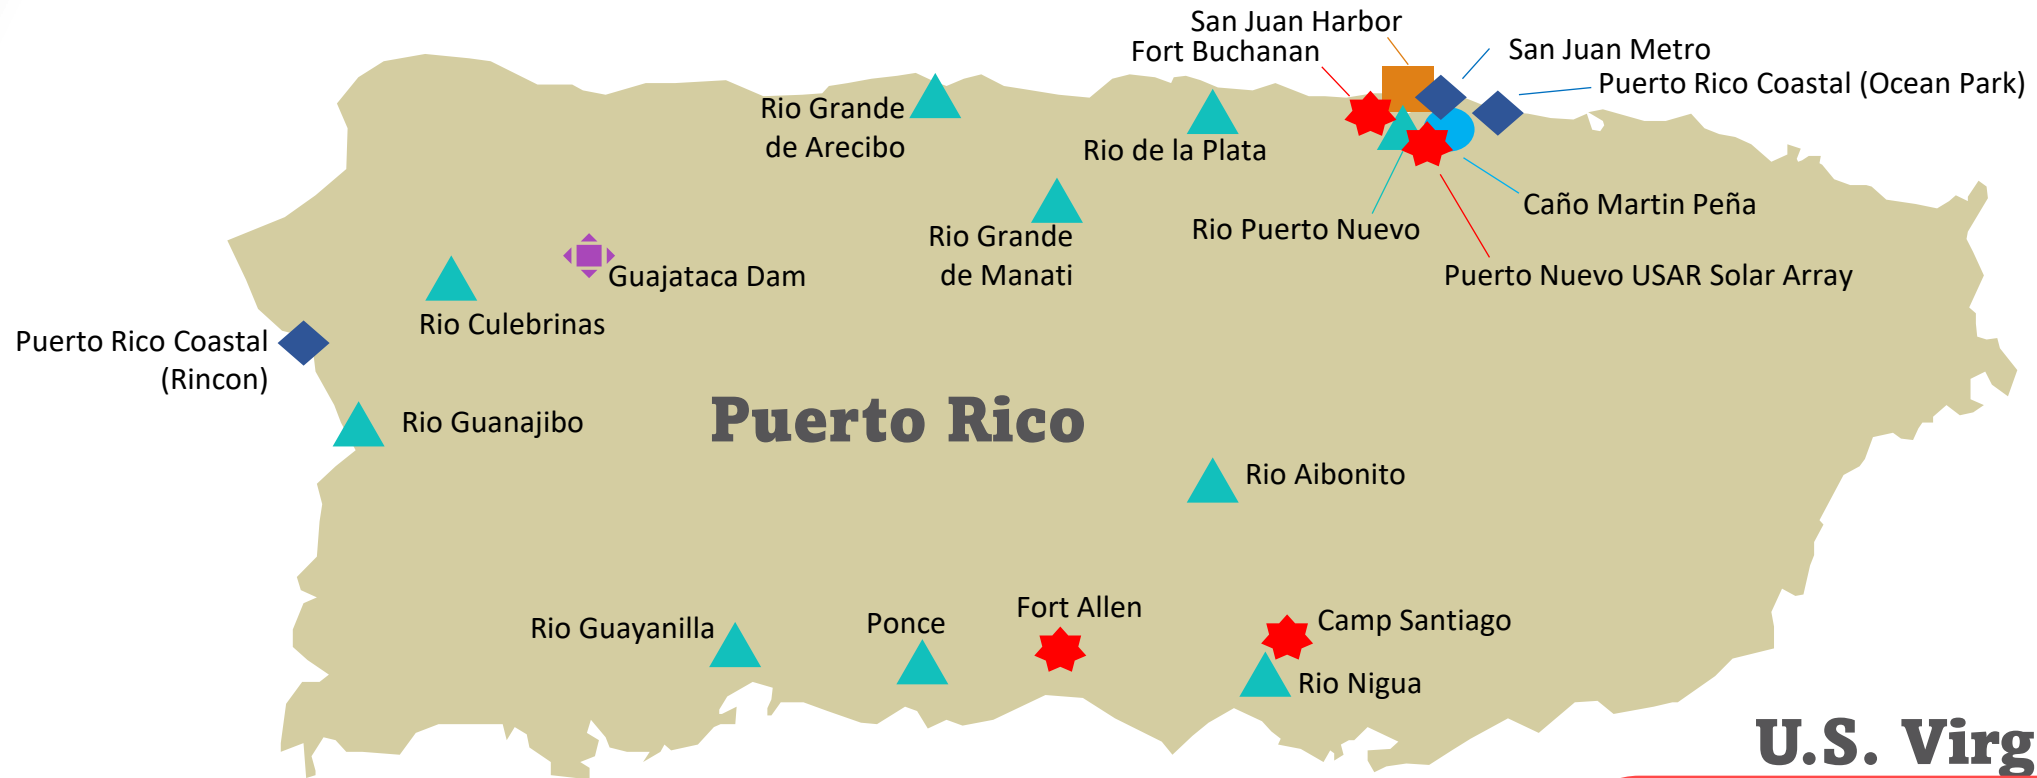 San Juan Harbor
Fort Buchanan
San Juan Metro
Puerto Rico Coastal (Ocean Park)
Rio Grande
de Arecibo
Rio de la Plata
Caño Martin Peña
Rio Puerto Nuevo
Rio Grande
de Manati
Guajataca Dam
Puerto Nuevo USAR Solar Array
Rio Culebrinas
Puerto Rico Coastal
(Rincon)
Rio Guanajibo
Puerto Rico
Rio Aibonito
Fort Allen
Camp Santiago
Ponce
Rio Guayanilla
Rio Nigua
U.S. Virg